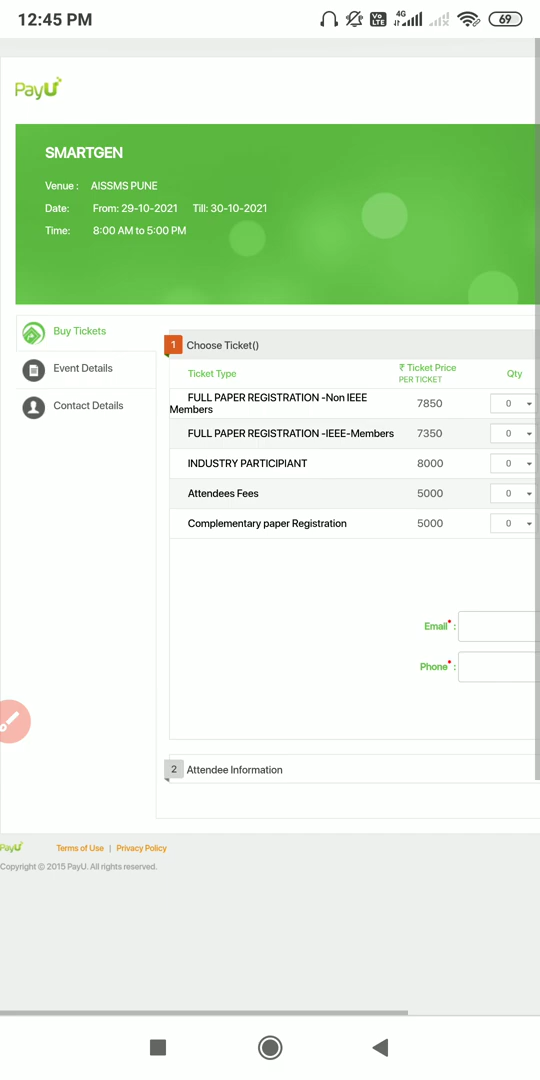 12:45 PM
Vo LTE
4G
69
PayU
SMARTGEN
Venue : AISSMS PUNE
Date: From: 29-10-2021 Till: 30-10-2021
Time: 8:00 AM to 5:00 PM
Buy Tickets
Event Details
Contact Details
1 Choose Ticket()
Ticket Type ₹ Ticket Price Qty
PER TICKET
FULL PAPER REGISTRATION -Non IEEE
Members 7850 0
FULL PAPER REGISTRATION -IEEE-Members 7350 0
INDUSTRY PARTICIPIANT 8000 0
Attendees Fees 5000 0
Complementary paper Registration 5000 0
Email* :
Phone* :
2 Attendee Information
PayU Terms of Use | Privacy Policy
Copyright © 2015 PayU. All rights reserved.